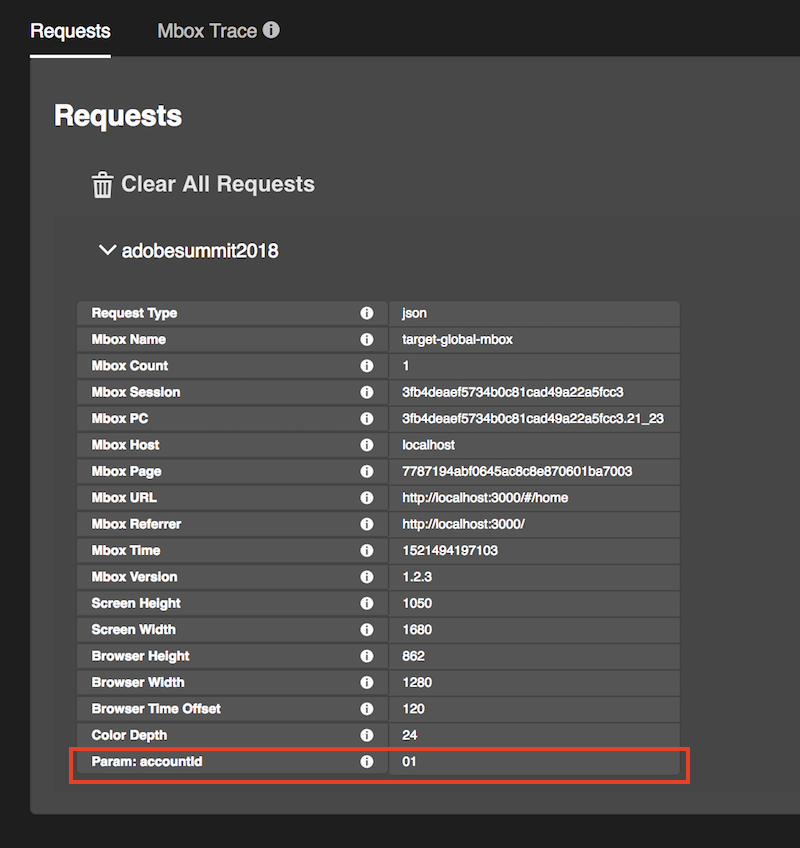 Requests Mbox Trace
Requests
Clear All Requests
adobesummit2018
Request Type json
Mbox Name target-global-mbox
Mbox Count 1
Mbox Session 3fb4deaef5734b0c81cad49a22a5fcc3
Mbox PC 3fb4deaef5734b0c81cad49a22a5fcc3.21_23
Mbox Host localhost
Mbox Page 7787194abf0645ac8c8e870601ba7003
Mbox URL http://localhost:3000/#/home
Mbox Referrer http://localhost:3000/
Mbox Time 1521494197103
Mbox Version 1.2.3
Screen Height 1050
Screen Width 1680
Browser Height 862
Browser Width 1280
Browser Time Offset 120
Color Depth 24
Param: accountId 01